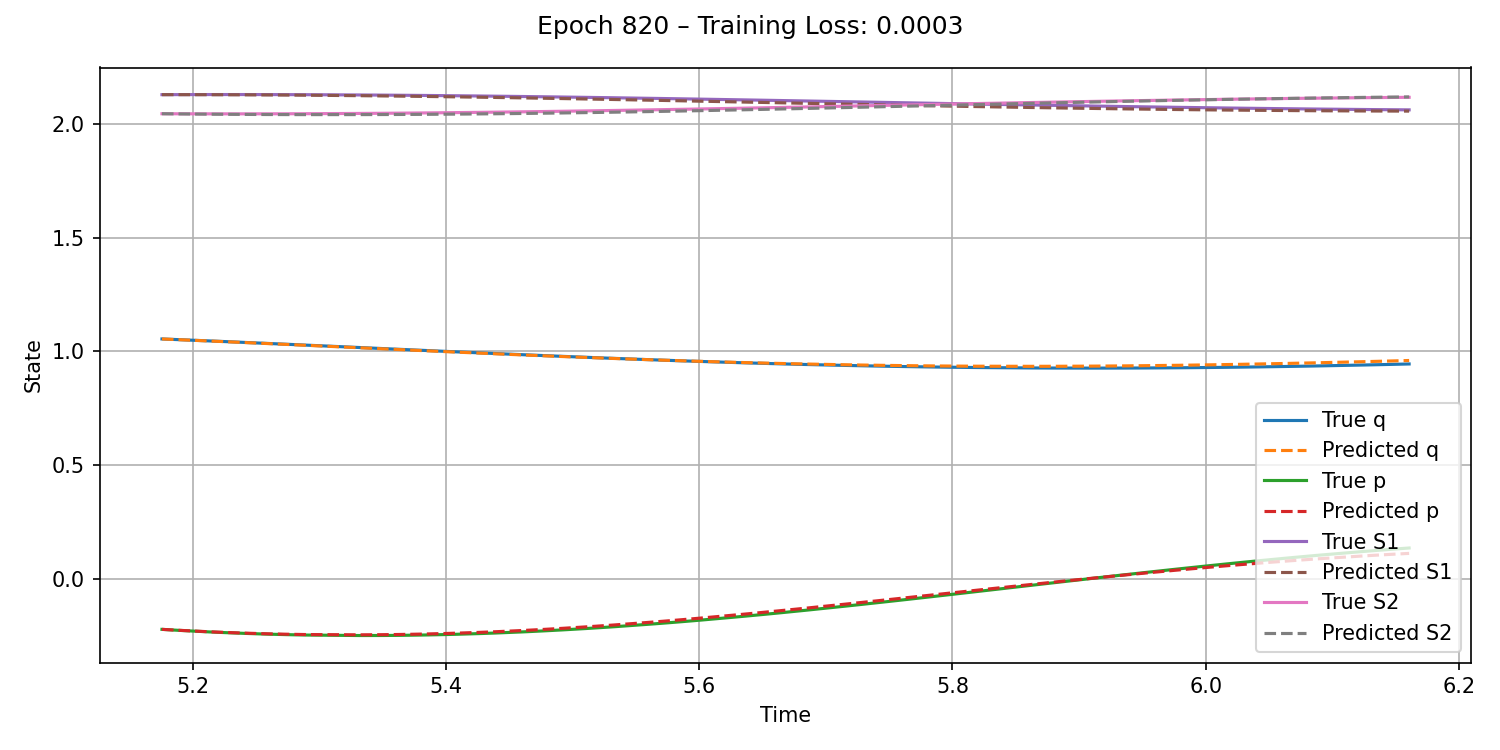 Epoch 820 – Training Loss: 0.0003
State
2.0
1.5
1.0
0.5
0.0
5.2 5.4 5.6 5.8 6.0 6.2
Time
True q
Predicted q
True p
Predicted p
True S1
Predicted S1
True S2
Predicted S2